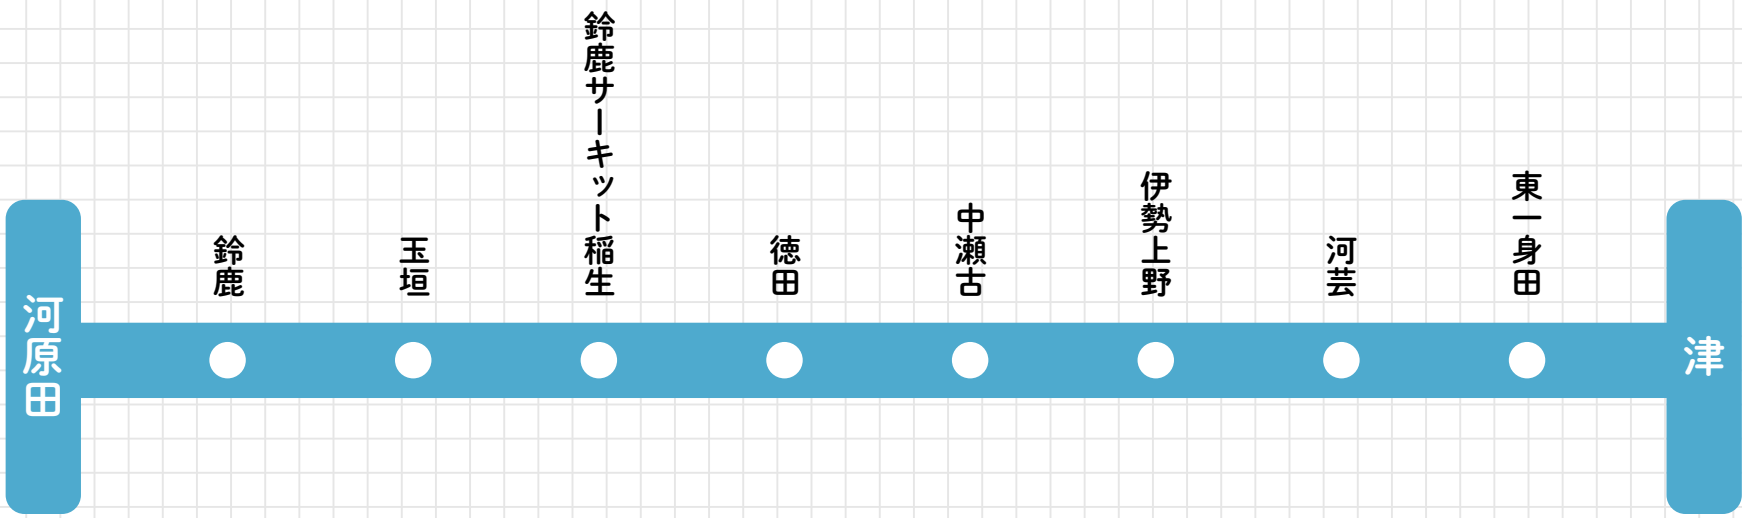 河原田
鈴鹿
玉垣
鈴鹿サーキット稲生
徳田
中瀬古
伊勢上野
河芸
東一身田
津